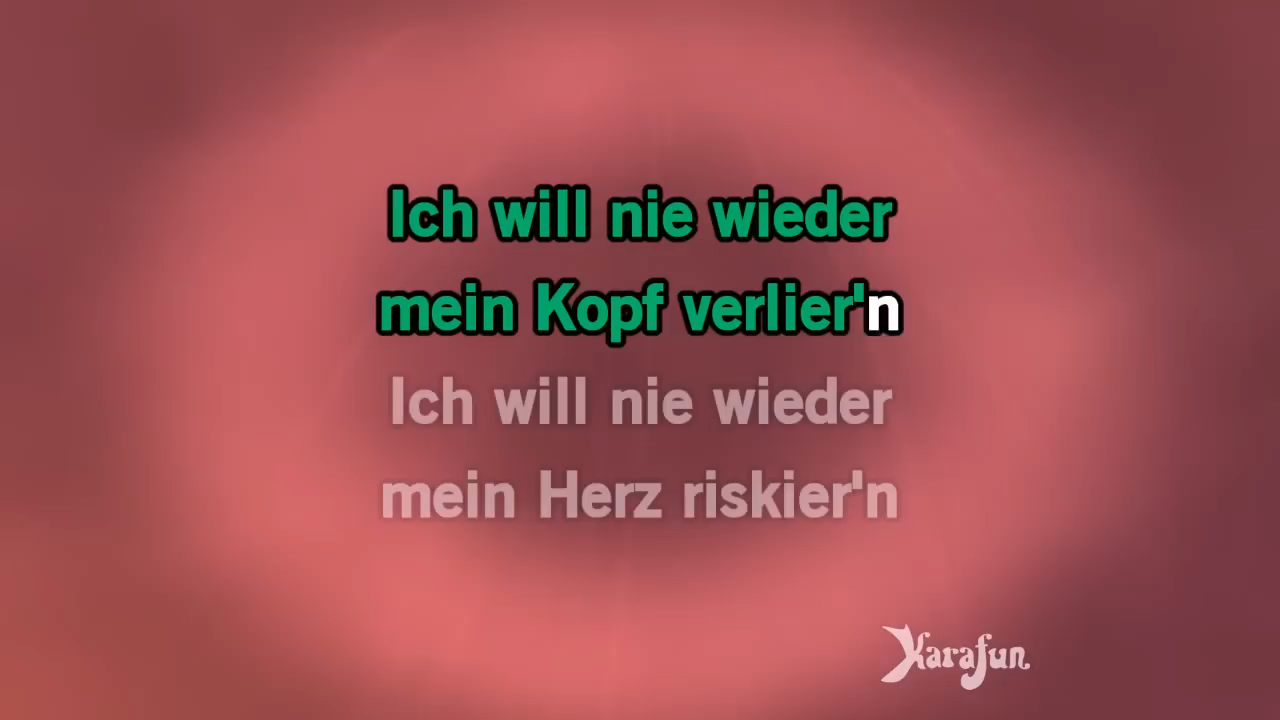 Ich will nie wieder
mein Kopf verlier'n
Ich will nie wieder
mein Herz riskier'n
Karafun